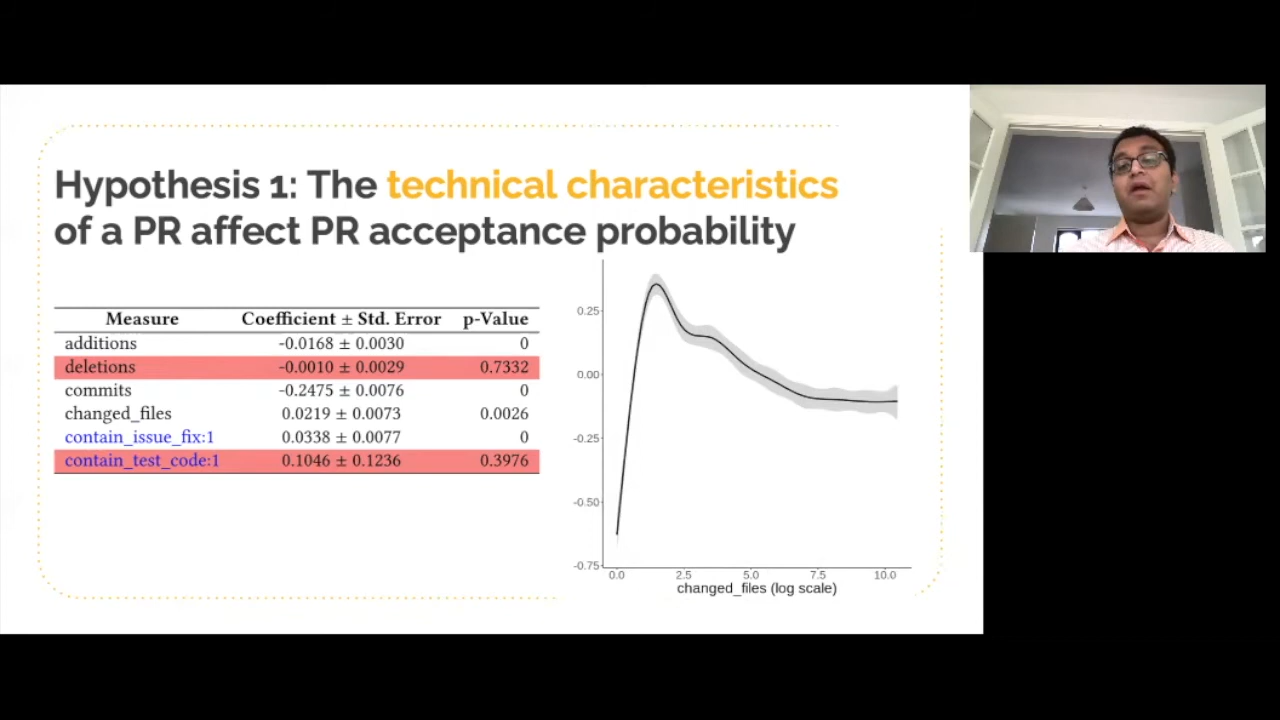 Hypothesis 1: The technical characteristics
of a PR affect PR acceptance probability
Measure Coefficient ± Std. Error p-Value
additions -0.0168 ± 0.0030 0
deletions -0.0010 ± 0.0029 0.7332
commits -0.2475 ± 0.0076 0
changed_files 0.0219 ± 0.0073 0.0026
contain_issue_fix:1 0.0338 ± 0.0077 0
contain_test_code:1 0.1046 ± 0.1236 0.3976
0.25
0.00
-0.25
-0.50
-0.75
0.0 2.5 5.0 7.5 10.0
changed_files (log scale)